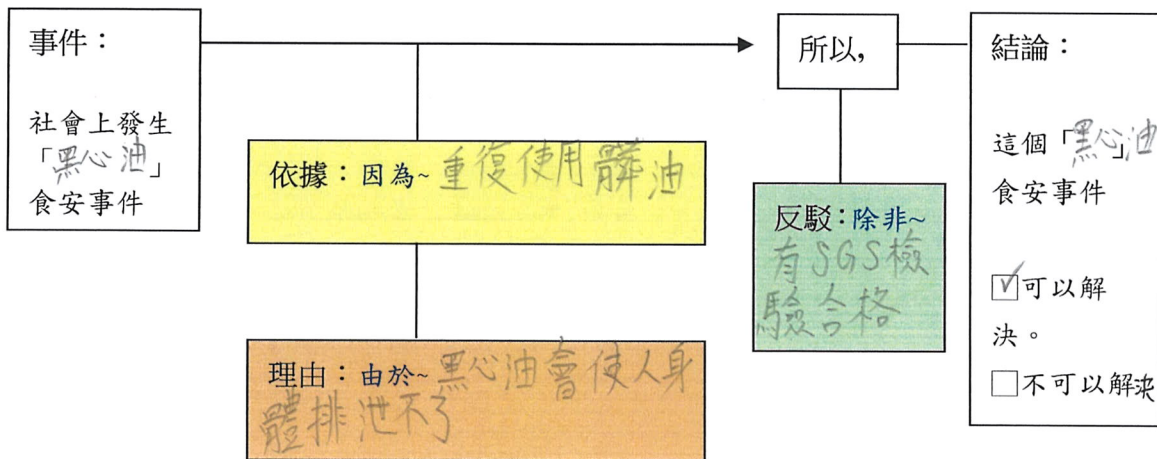 事件：
社會上發生
「黑心油」
食安事件
依據：因為~重復使用髒油
理由：由於~黑心油會使人身
體排泄不了
所以,
反駁：除非~
有SGS檢
驗合格
結論：
這個「黑心」油
食安事件
☑可以解
決。
□不可以解決